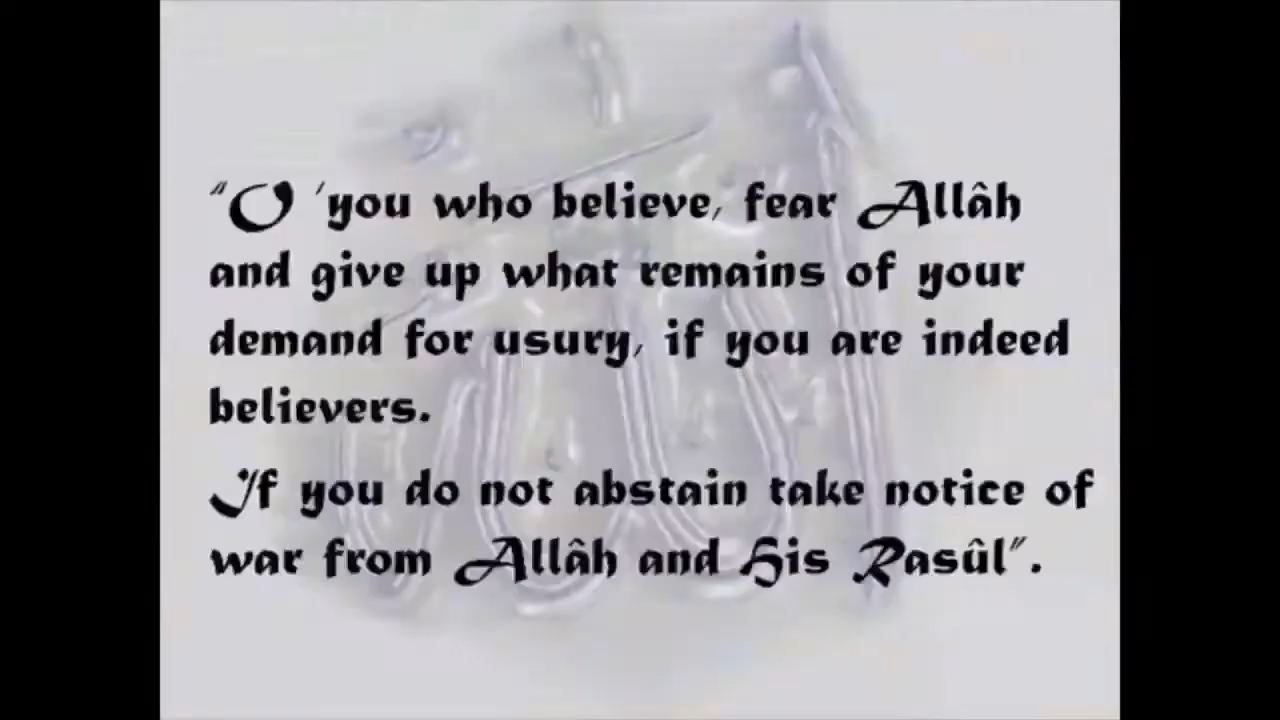 "O 'you who believe, fear Allâh
and give up what remains of your
demand for usury, if you are indeed
believers.
If you do not abstain take notice of
war from Allâh and His Rasûl".